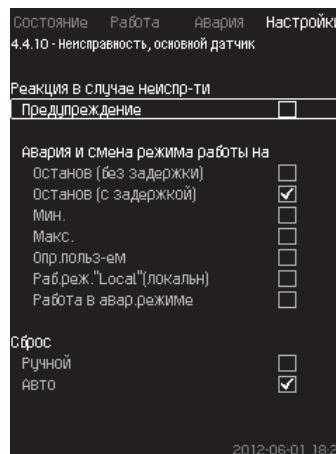 Состояние Работа Авария Настройки
4.4.10 - Неисправность, основной датчик
Реакция в случае неиспр-ти
Предупреждение
Авария и смена режима работы на
Останов (без задержки)
Останов (с задержкой)
Мин.
Макс.
Опр.польз-ем
Раб.реж."Local"(локальн)
Работа в авар.режиме
Сброс
Ручной
Авто
2012-06-01 18:2